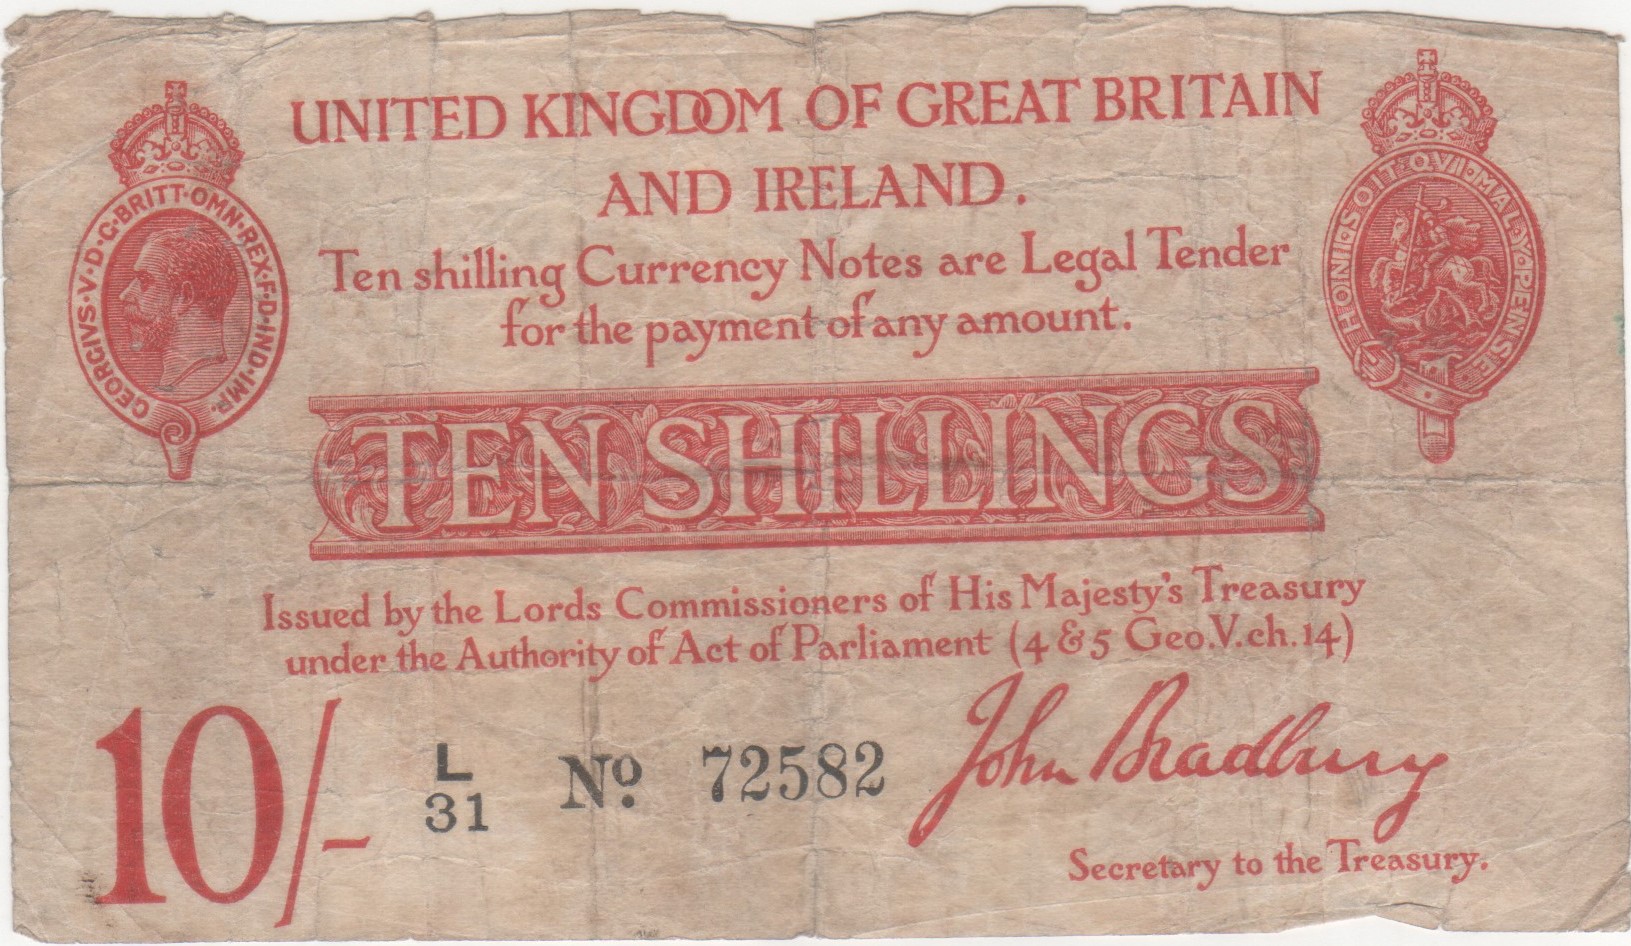 UNITED KINGDOM OF GREAT BRITAIN
AND IRELAND.
GEORGIVS·V·D·G·BRITT·OMN·REX·F·D·IND·IMP·
HONI·SOIT·Q·VI·MAL·Y·PENSE
Ten shilling Currency Notes are Legal Tender
for the payment of any amount.
TEN SHILLINGS
Issued by the Lords Commissioners of His Majesty's Treasury
under the Authority of Act of Parliament (4 & 5 Geo.V.ch.14)
10/-
L
31
No. 72582
John Bradbury
Secretary to the Treasury.